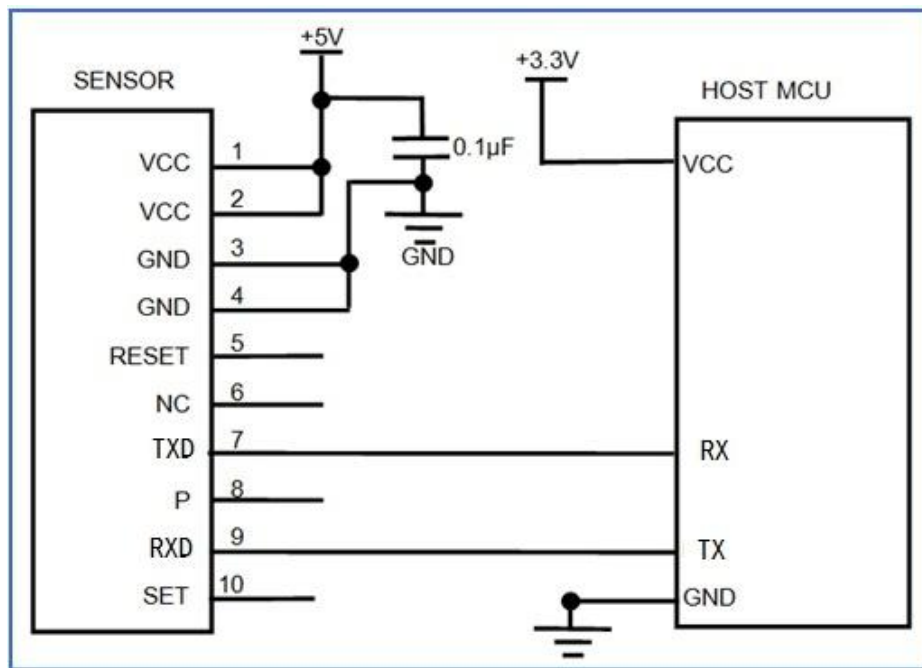 +5V
+3.3V
SENSOR
HOST MCU
0.1µF
VCC 1
VCC
VCC 2
GND 3
GND
GND 4
RESET 5
NC 6
TXD 7
RX
P 8
RXD 9
TX
SET 10
GND